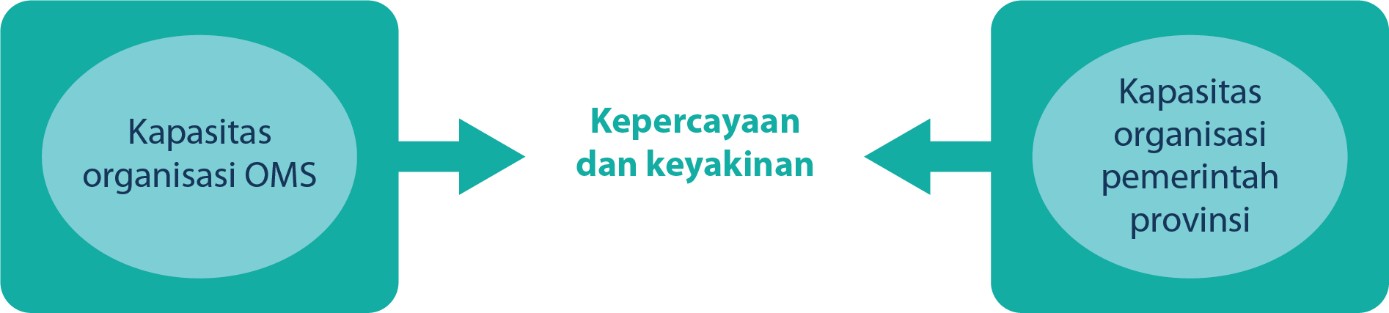 Kapasitas
organisasi OMS
Kepercayaan
dan keyakinan
Kapasitas
organisasi
pemerintah
provinsi